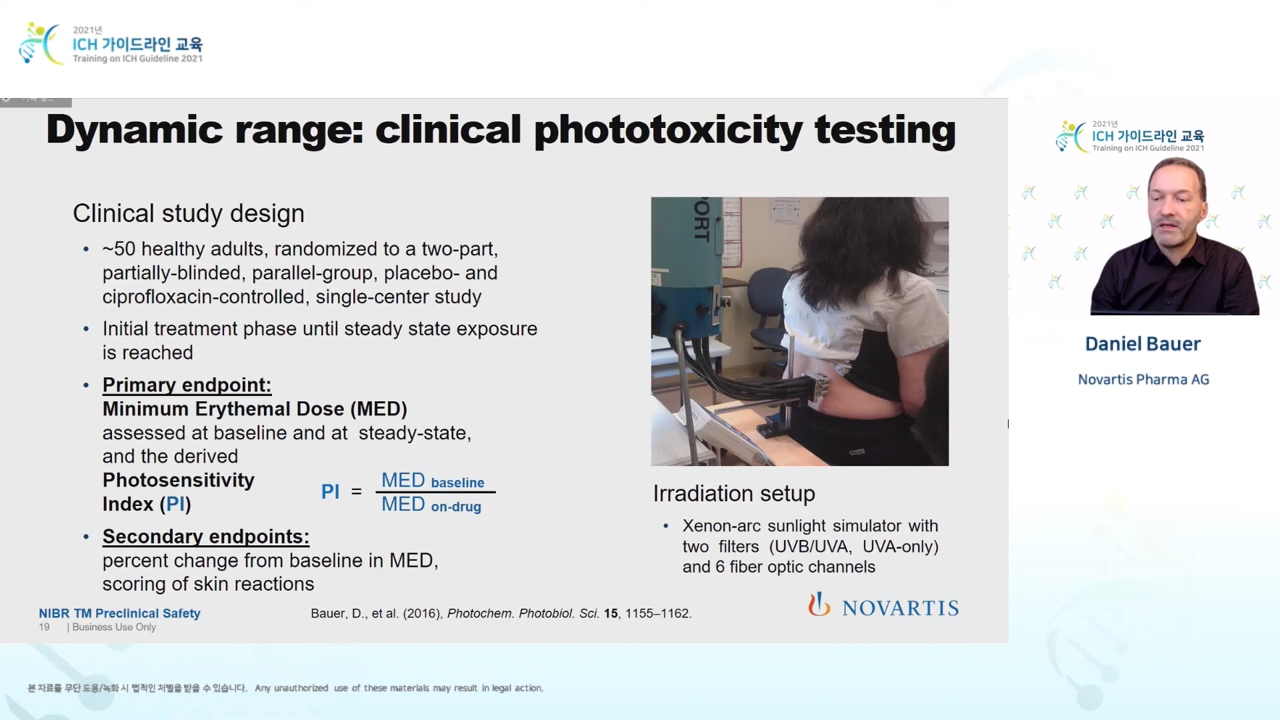 2021년
ICH 가이드라인 교육
Training on ICH Guideline 2021
Dynamic range: clinical phototoxicity testing
Clinical study design
• ~50 healthy adults, randomized to a two-part,
partially-blinded, parallel-group, placebo- and
ciprofloxacin-controlled, single-center study
• Initial treatment phase until steady state exposure
is reached
• Primary endpoint:
Minimum Erythemal Dose (MED)
assessed at baseline and at steady-state,
and the derived
Photosensitivity
Index (PI)
PI = MED baseline
MED on-drug
• Secondary endpoints:
percent change from baseline in MED,
scoring of skin reactions
PORT
Irradiation setup
• Xenon-arc sunlight simulator with
two filters (UVB/UVA, UVA-only)
and 6 fiber optic channels
NIBR TM Preclinical Safety
19 | Business Use Only
Bauer, D., et al. (2016), Photochem. Photobiol. Sci. 15, 1155–1162.
NOVARTIS
2021년
ICH 가이드라인 교육
Training on ICH Guideline 2021
Daniel Bauer
Novartis Pharma AG
본 자료를 무단 도용/녹화 시 법적인 처벌을 받을 수 있습니다. Any unauthorized use of these materials may result in legal action.